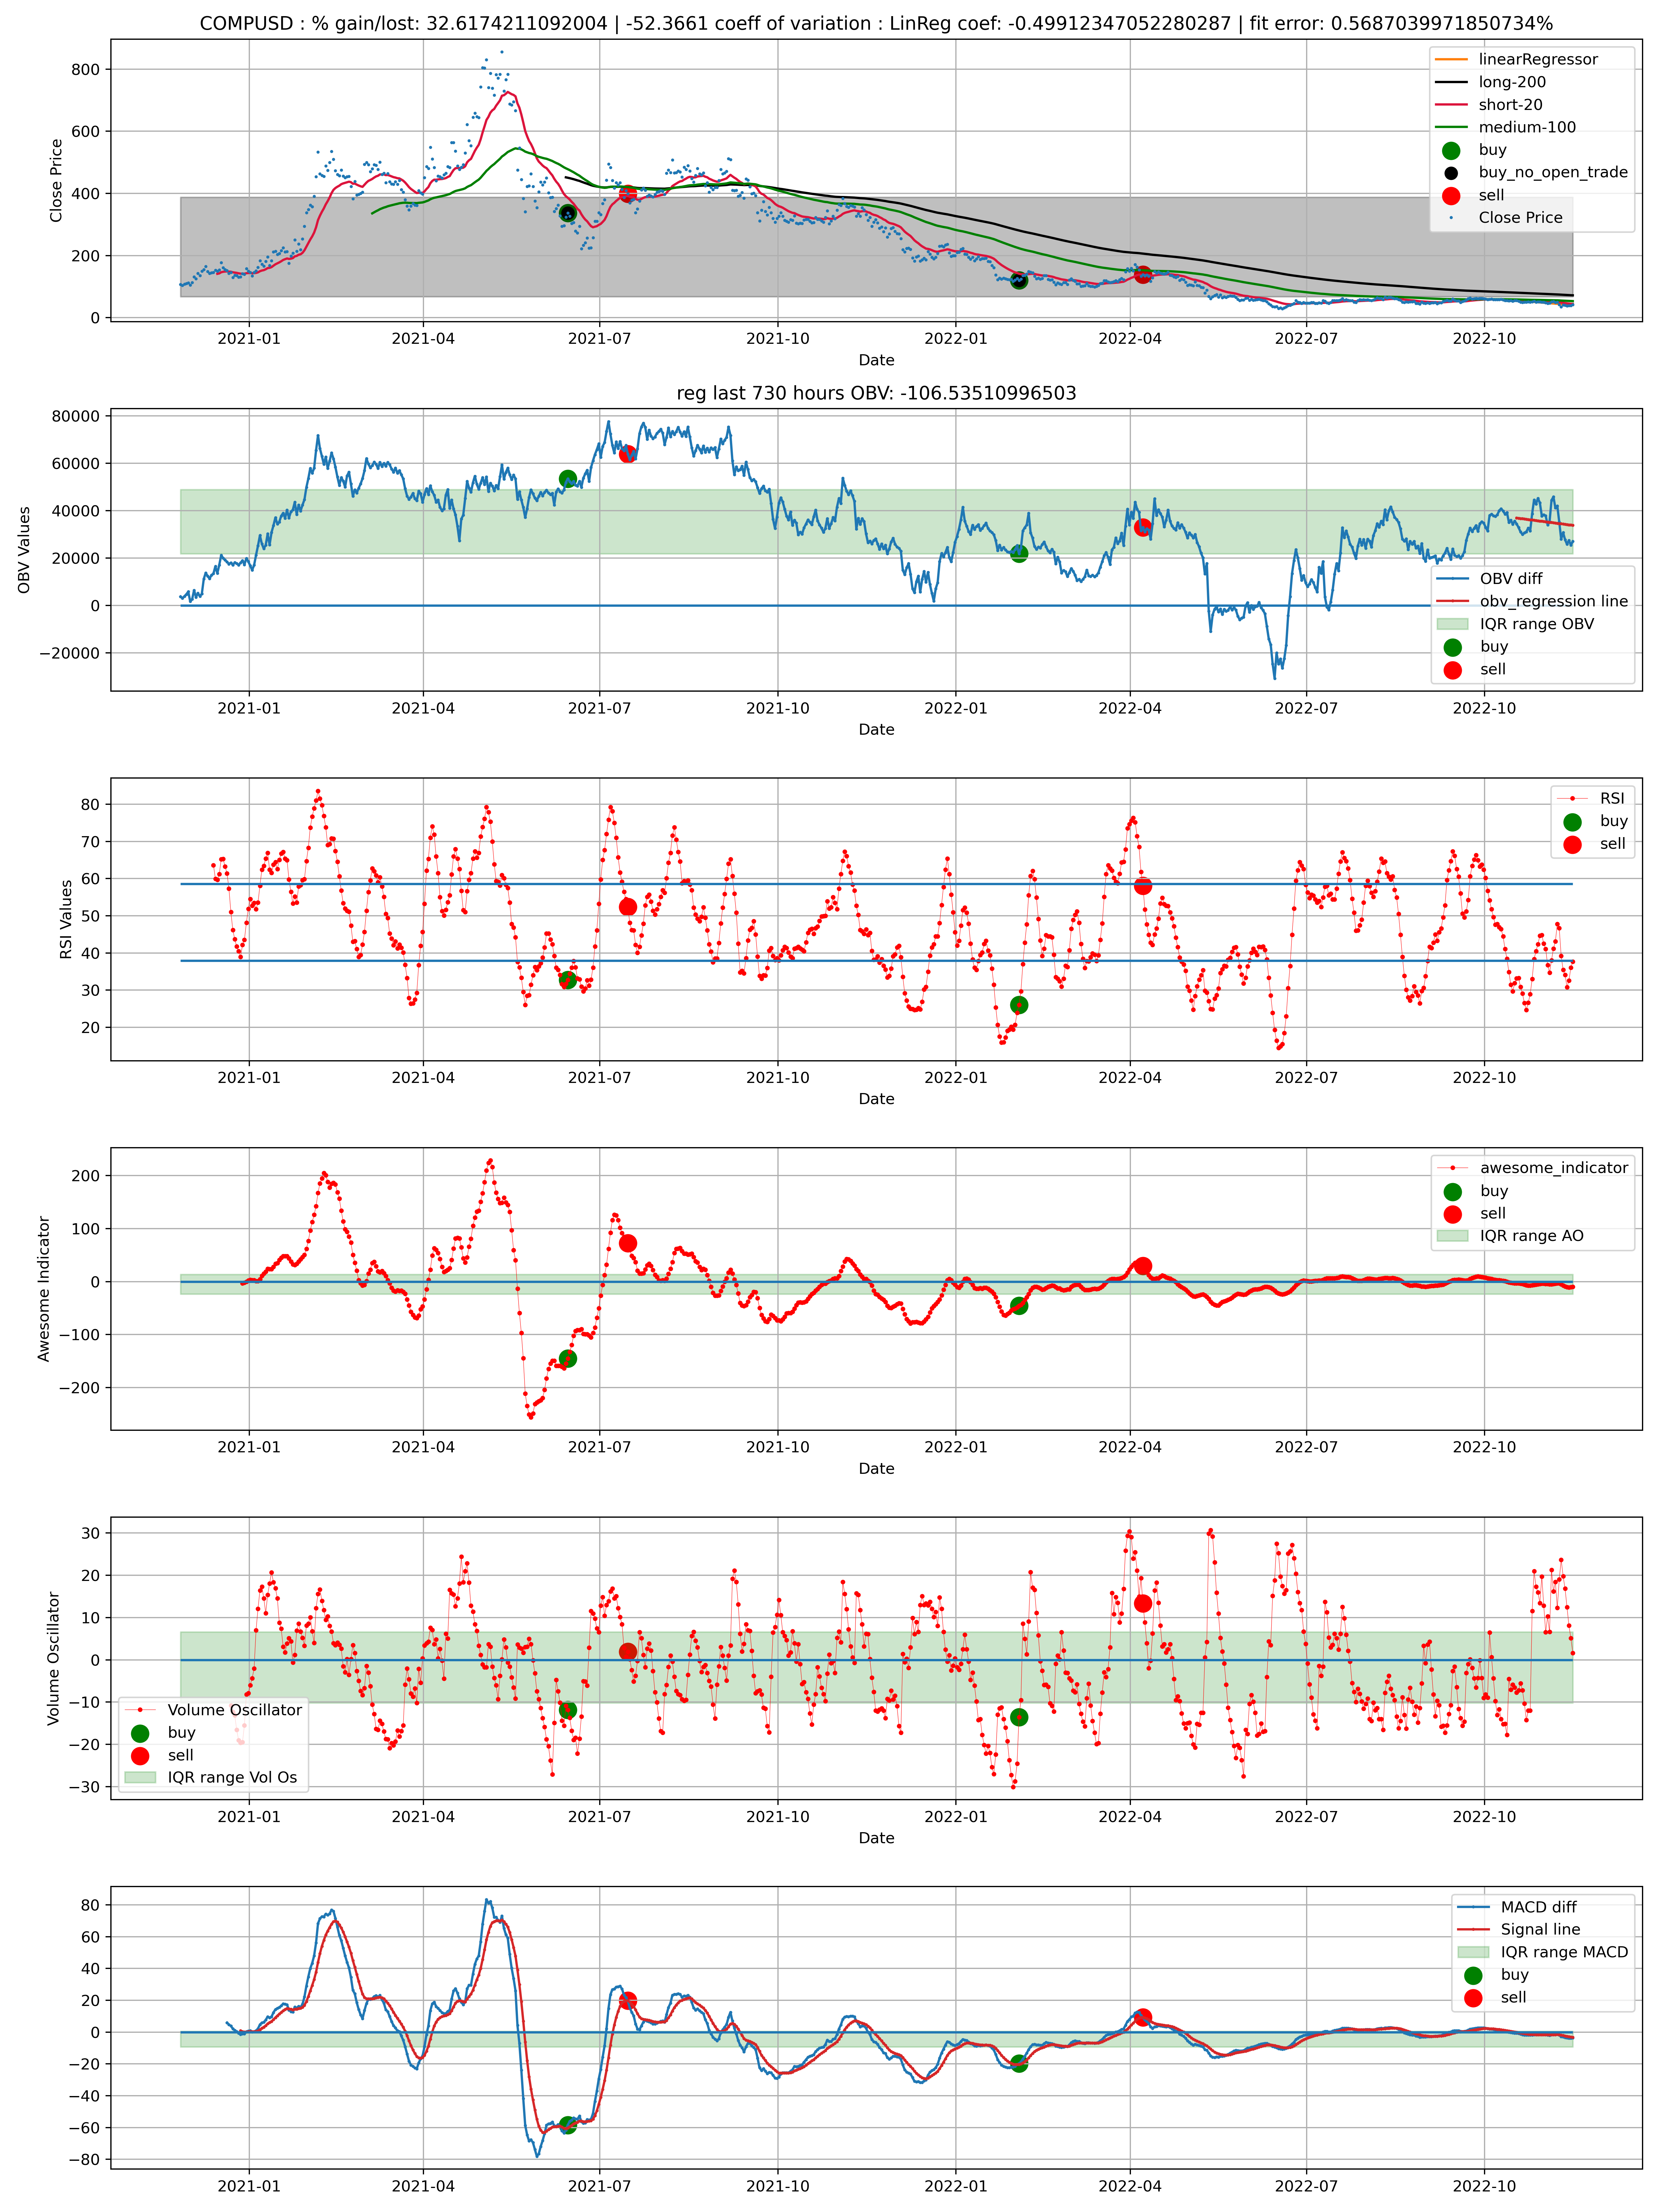 COMPUSD : % gain/lost: 32.6174211092004 | -52.3661 coeff of variation : LinReg coef: -0.49912347052280287 | fit error: 0.5687039971850734%
800
600
400
200
0
Close Price
linearRegressor
long-200
short-20
medium-100
buy
buy_no_open_trade
sell
Close Price
2021-01 2021-04 2021-07 2021-10 2022-01 2022-04 2022-07 2022-10
Date
reg last 730 hours OBV: -106.53510996503
80000
60000
40000
20000
0
−20000
OBV Values
OBV diff
obv_regression line
IQR range OBV
buy
sell
2021-01 2021-04 2021-07 2021-10 2022-01 2022-04 2022-07 2022-10
Date
80
70
60
50
40
30
20
RSI Values
RSI
buy
sell
2021-01 2021-04 2021-07 2021-10 2022-01 2022-04 2022-07 2022-10
Date
200
100
0
−100
−200
Awesome Indicator
awesome_indicator
buy
sell
IQR range AO
2021-01 2021-04 2021-07 2021-10 2022-01 2022-04 2022-07 2022-10
Date
30
20
10
0
−10
−20
−30
Volume Oscillator
Volume Oscillator
buy
sell
IQR range Vol Os
2021-01 2021-04 2021-07 2021-10 2022-01 2022-04 2022-07 2022-10
Date
80
60
40
20
0
−20
−40
−60
−80
MACD diff
Signal line
IQR range MACD
buy
sell
2021-01 2021-04 2021-07 2021-10 2022-01 2022-04 2022-07 2022-10